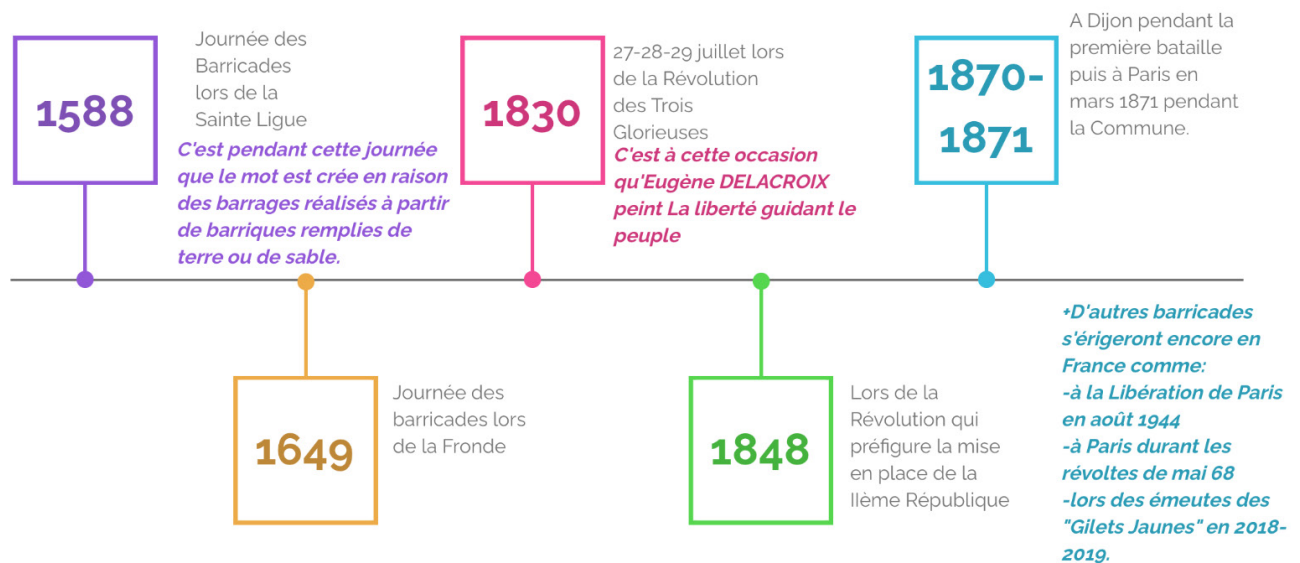 1588
Journée des
Barricades
lors de la
Sainte Ligue
C'est pendant cette journée
que le mot est crée en raison
des barrages réalisés à partir
de barriques remplies de
terre ou de sable.
1649
Journée des
barricades lors
de la Fronde
1830
27-28-29 juillet lors
de la Révolution
des Trois
Glorieuses
C'est à cette occasion
qu'Eugène DELACROIX
peint La liberté guidant le
peuple
1848
Lors de la
Révolution qui
préfigure la mise
en place de la
IIème République
1870-
1871
A Dijon pendant la
première bataille
puis à Paris en
mars 1871 pendant
la Commune.
+D'autres barricades
s'érigeront encore en
France comme:
-à la Libération de Paris
en août 1944
-à Paris durant les
révoltes de mai 68
-lors des émeutes des
"Gilets Jaunes" en 2018-
2019.